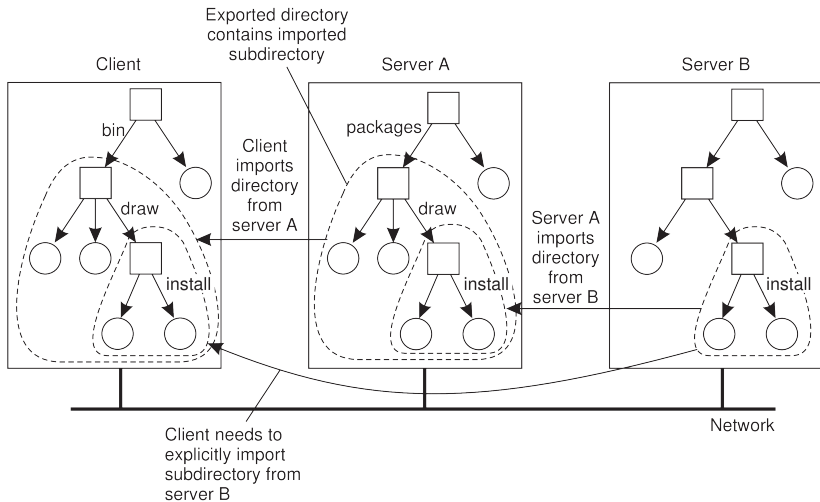 Exported directory
contains imported
subdirectory
Client
Server A
Server B
bin
packages
Client
imports
directory
from
server A
draw
draw
Server A
imports
directory
from
server B
install
install
install
Network
Client needs to
explicitly import
subdirectory from
server B